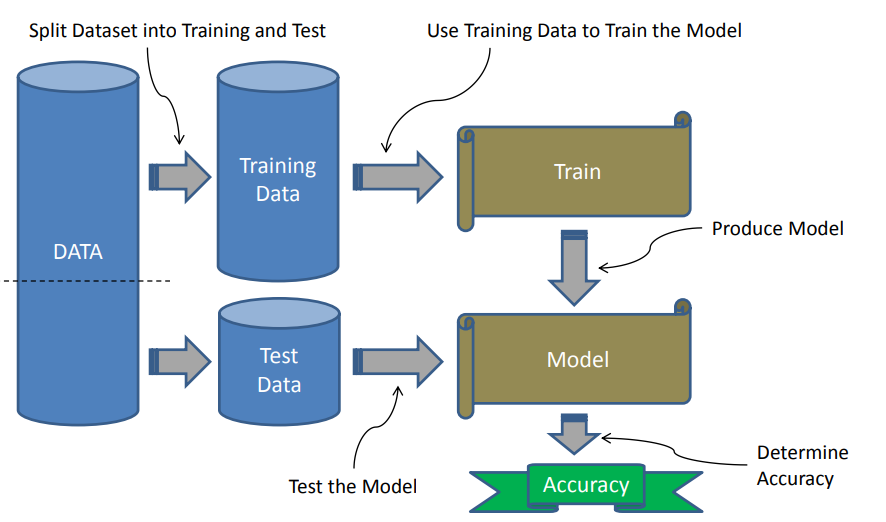 Split Dataset into Training and Test
Use Training Data to Train the Model
DATA
Training
Data
Train
Produce Model
Test
Data
Model
Test the Model
Determine
Accuracy
Accuracy